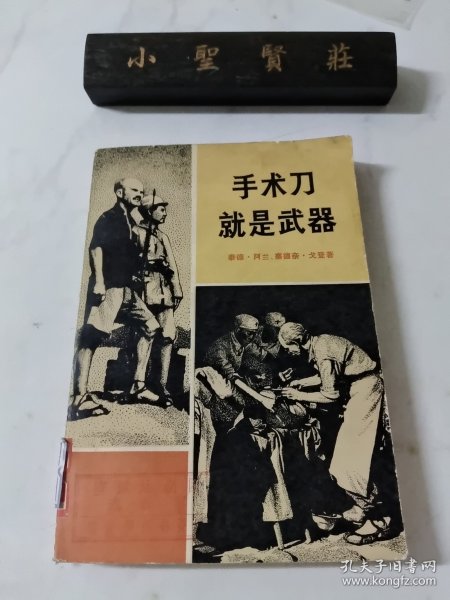 小聖賢莊
手术刀
就是武器
泰德·阿兰、塞德奈·戈登著
孔夫子旧书网
www.kongfz.com